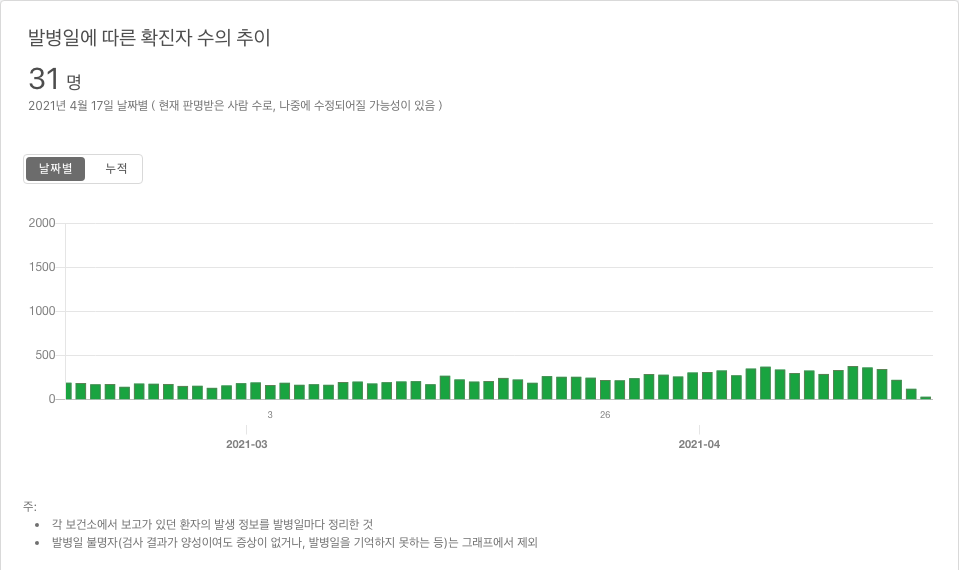 발병일에 따른 확진자 수의 추이
31 명
2021년 4월 17일 날짜별 ( 현재 판명받은 사람 수로, 나중에 수정되어질 가능성이 있음 )
날짜별 누적
2000
1500
1000
500
0
3 26
2021-03 2021-04
주:
• 각 보건소에서 보고가 있던 환자의 발생 정보를 발병일마다 정리한 것
• 발병일 불명자(검사 결과가 양성이여도 증상이 없거나, 발병일을 기억하지 못하는 등)는 그래프에서 제외